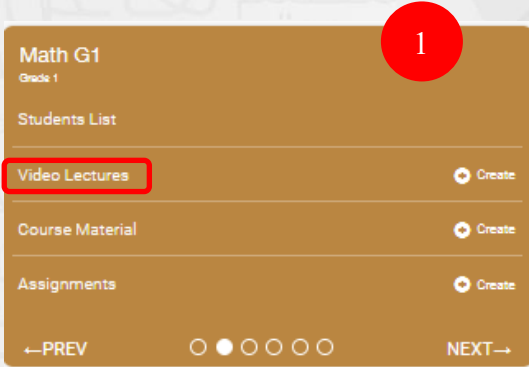 Math G1
1
Grade 1
Students List
Video Lectures Create
Course Material Create
Assignments Create
←PREV NEXT→